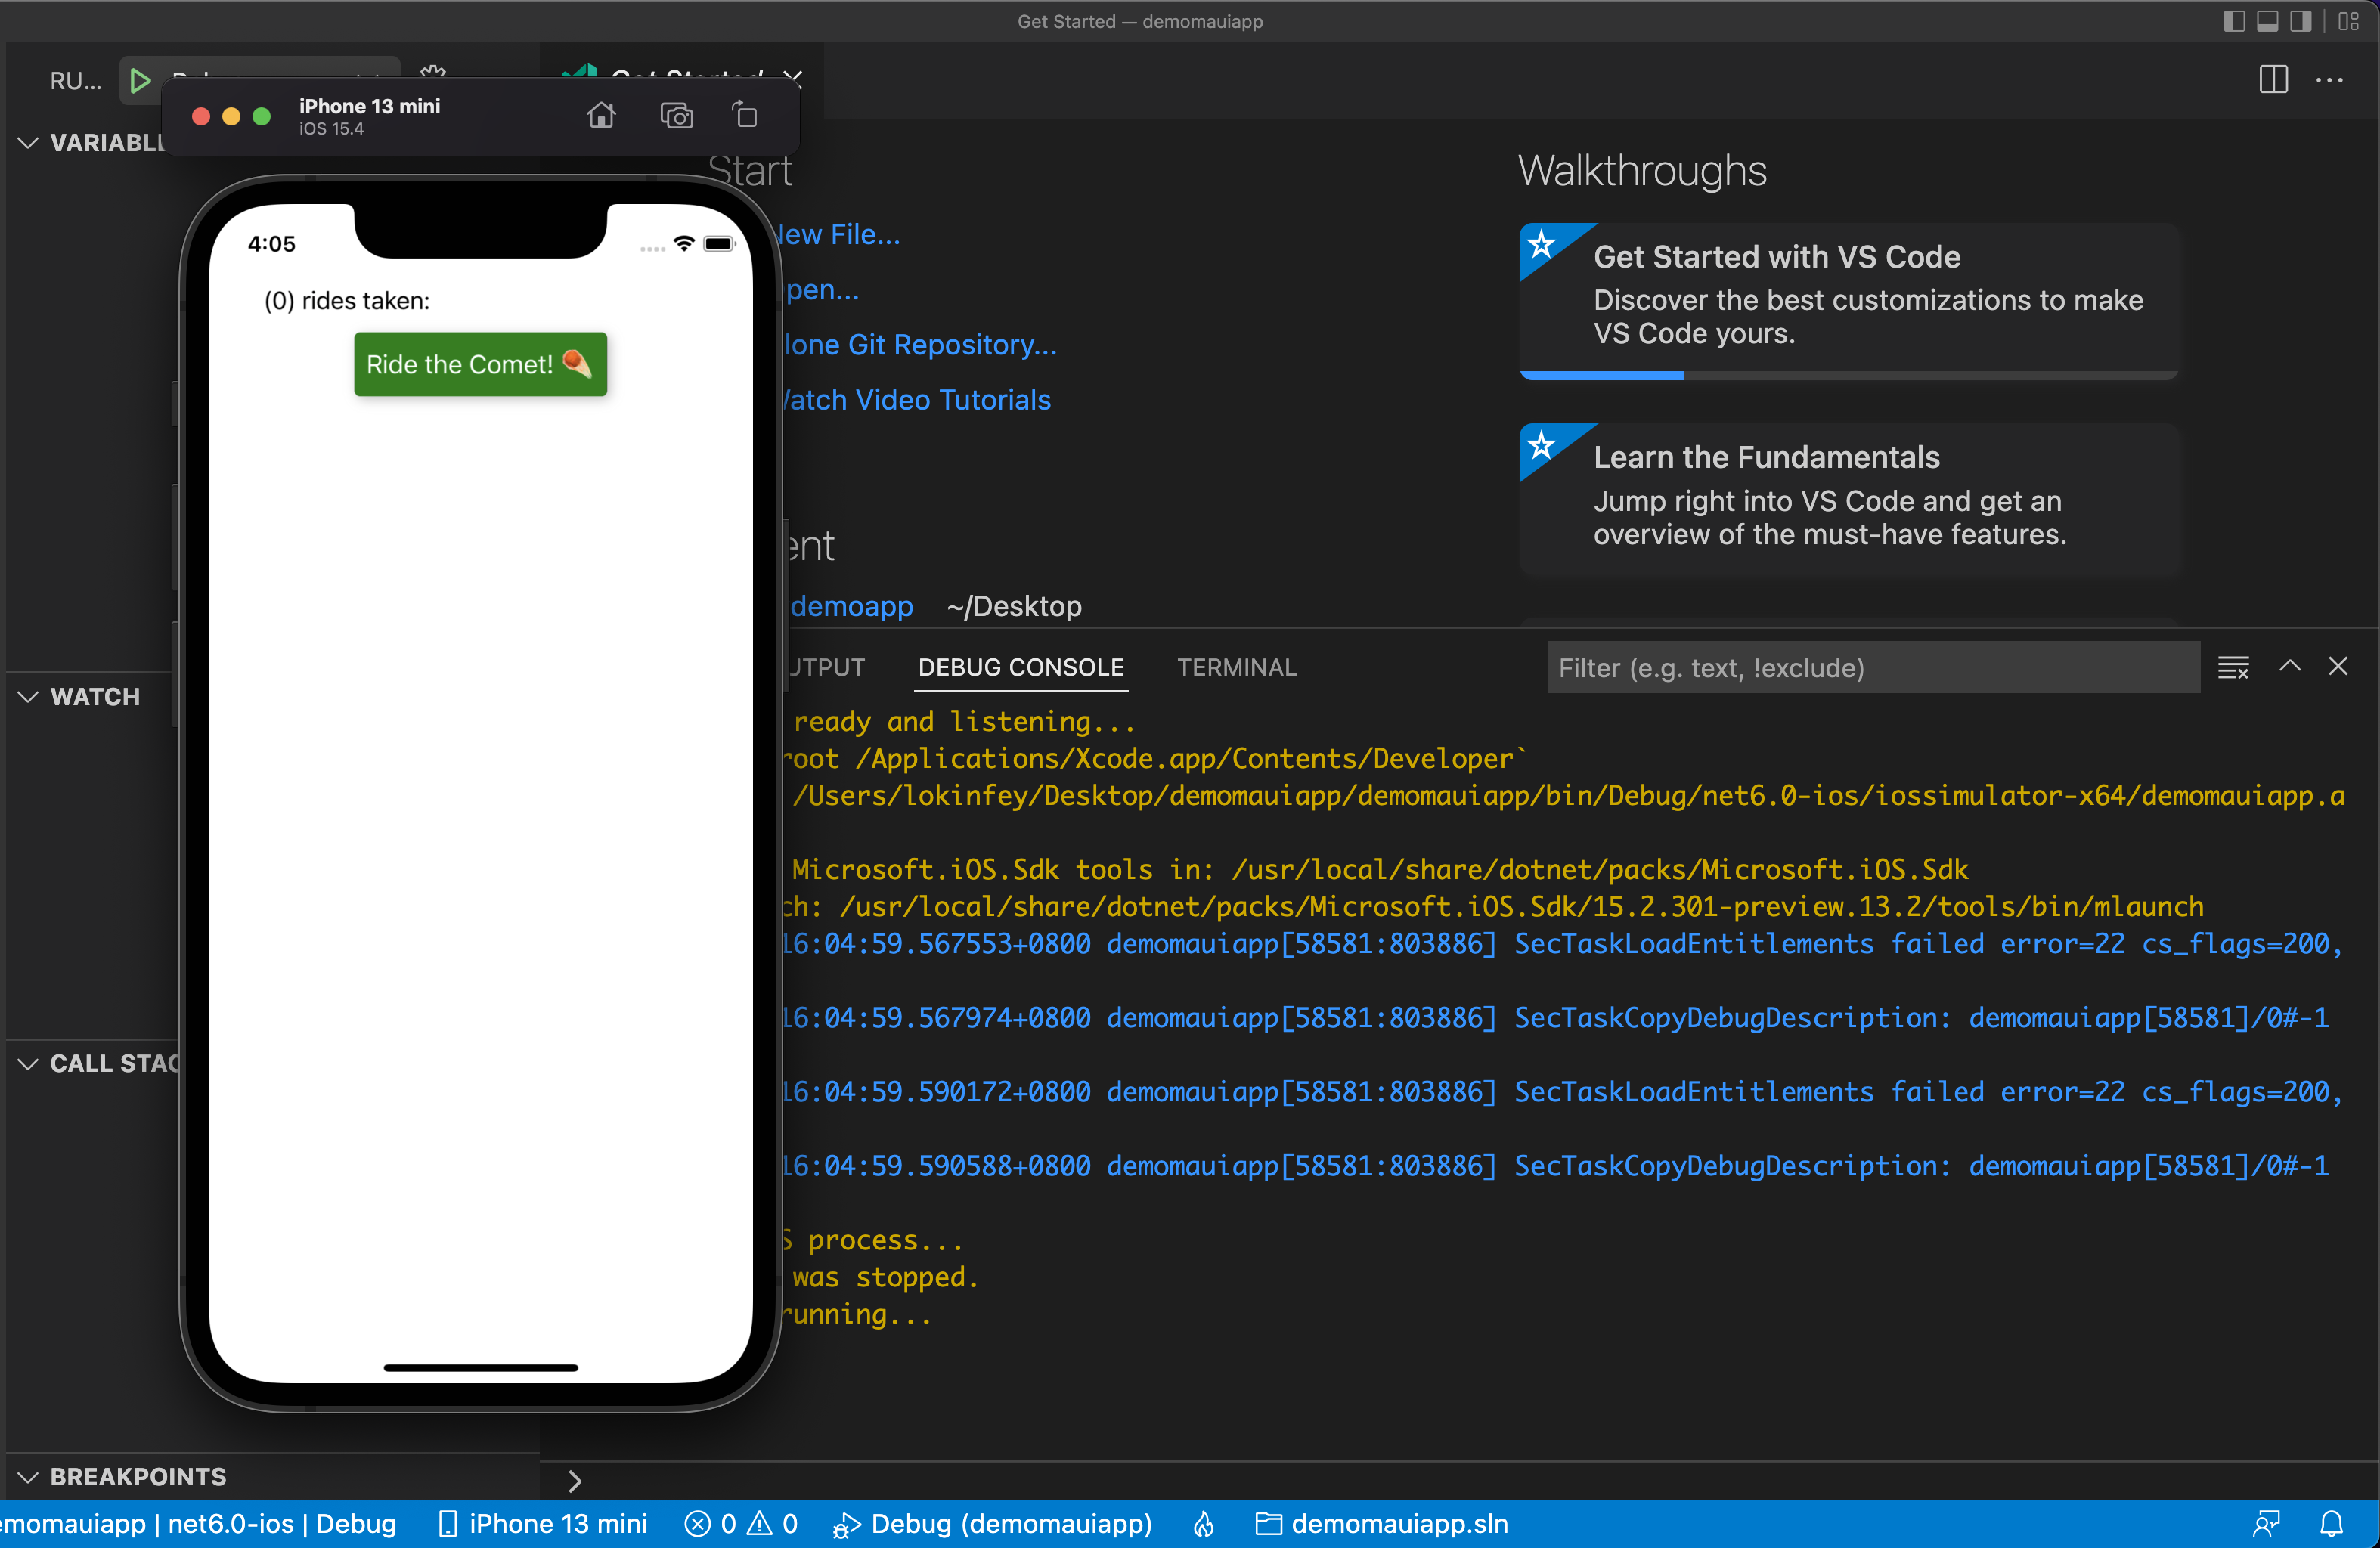 Get Started — demomauiapp
RU...
iPhone 13 mini
iOS 15.4
Get Started
VARIABL
4:05
(0) rides taken:
Ride the Comet!
Start
New File...
pen...
lone Git Repository...
Watch Video Tutorials
ent
demoapp ~/Desktop
Walkthroughs
Get Started with VS Code
Discover the best customizations to make
VS Code yours.
Learn the Fundamentals
Jump right into VS Code and get an
overview of the must-have features.
WATCH
CALL STAC
BREAKPOINTS
UTPUT DEBUG CONSOLE TERMINAL
Filter (e.g. text, !exclude)
ready and listening...
root /Applications/Xcode.app/Contents/Developer`
/Users/lokinfey/Desktop/demomauiapp/demomauiapp/bin/Debug/net6.0-ios/iossimulator-x64/demomauiapp.a
Microsoft.iOS.Sdk tools in: /usr/local/share/dotnet/packs/Microsoft.iOS.Sdk
ch: /usr/local/share/dotnet/packs/Microsoft.iOS.Sdk/15.2.301-preview.13.2/tools/bin/mlaunch
16:04:59.567553+0800 demomauiapp[58581:803886] SecTaskLoadEntitlements failed error=22 cs_flags=200,
16:04:59.567974+0800 demomauiapp[58581:803886] SecTaskCopyDebugDescription: demomauiapp[58581]/0#-1
16:04:59.590172+0800 demomauiapp[58581:803886] SecTaskLoadEntitlements failed error=22 cs_flags=200,
16:04:59.590588+0800 demomauiapp[58581:803886] SecTaskCopyDebugDescription: demomauiapp[58581]/0#-1
S process...
was stopped.
running...
emomauiapp | net6.0-ios | Debug iPhone 13 mini 0 0 Debug (demomauiapp) demomauiapp.sln